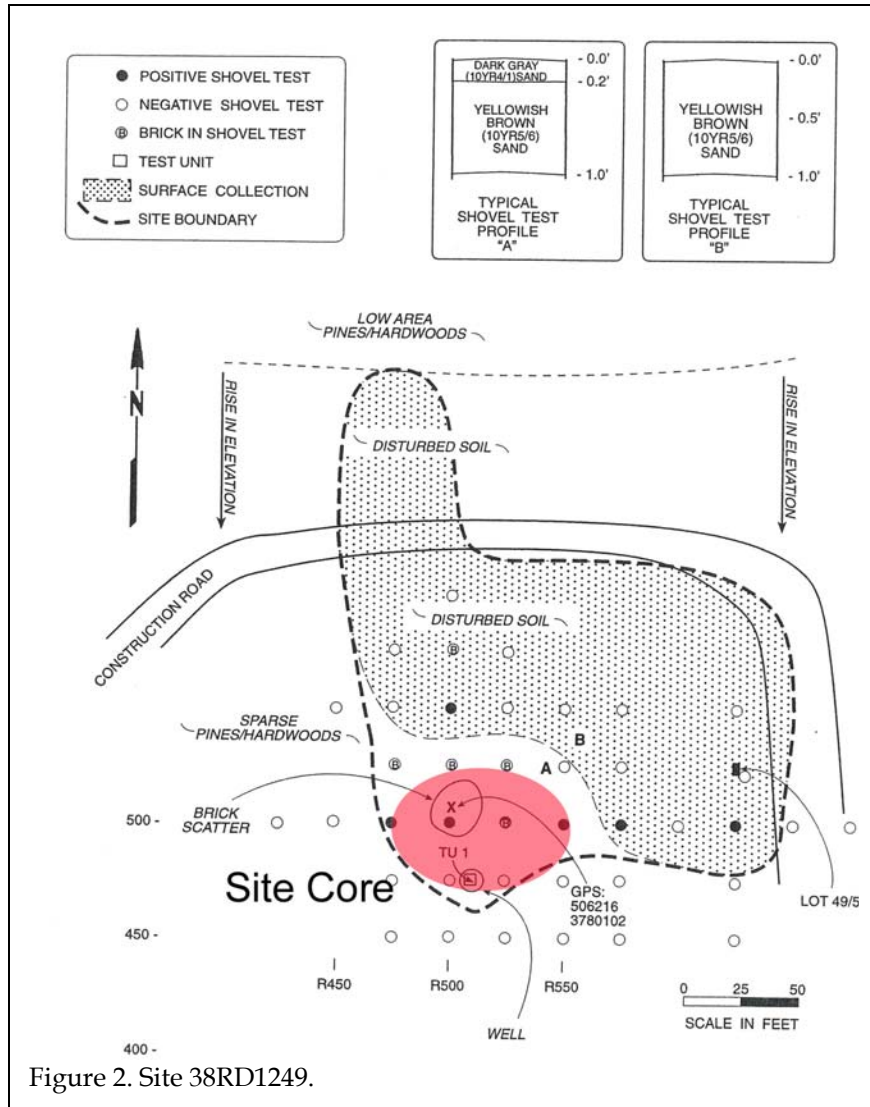 POSITIVE SHOVEL TEST
NEGATIVE SHOVEL TEST
B BRICK IN SHOVEL TEST
TEST UNIT
SURFACE COLLECTION
SITE BOUNDARY
DARK GRAY
(10YR4/1)SAND
YELLOWISH
BROWN
(10YR5/6)
SAND
- 0.0'
- 0.2'
- 1.0'
TYPICAL
SHOVEL TEST
PROFILE
"A"
YELLOWISH
BROWN
(10YR5/6)
SAND
- 0.0'
- 0.5'
- 1.0'
TYPICAL
SHOVEL TEST
PROFILE
"B"
LOW AREA
PINES/HARDWOODS
N
RISE IN ELEVATION
RISE IN ELEVATION
DISTURBED SOIL
CONSTRUCTION ROAD
DISTURBED SOIL
B
SPARSE
PINES/HARDWOODS
B
B B B A
BRICK
SCATTER
X
500 -
B
TU 1
Site Core
GPS:
506216
3780102
LOT 49/5
450 -
R450
R500
R550
WELL
0 25 50
SCALE IN FEET
400 -
Figure 2. Site 38RD1249.